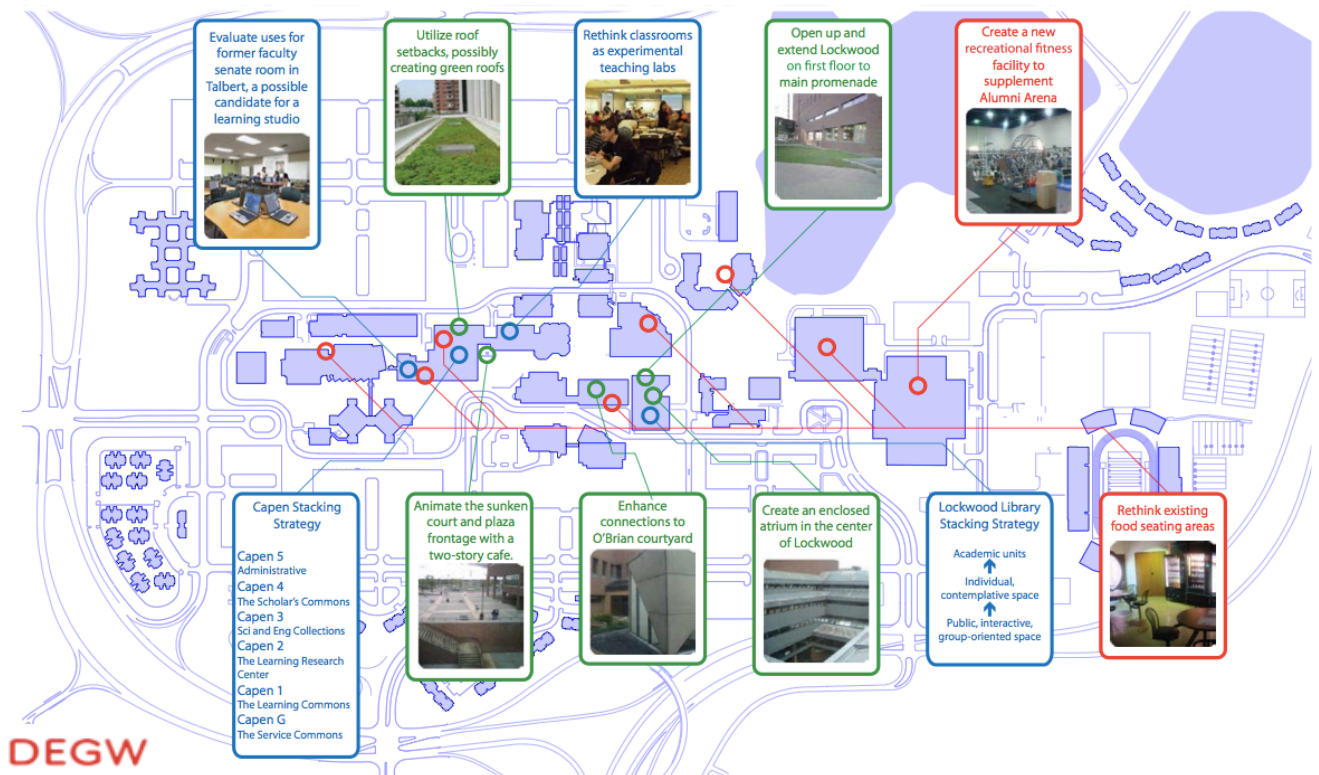 Evaluate uses for
former faculty
senate room in
Talbert, a possible
candidate for a
learning studio
Utilize roof
setbacks, possibly
creating green roofs
Rethink classrooms
as experimental
teaching labs
Open up and
extend Lockwood
on first floor to
main promenade
Create a new
recreational fitness
facility to
supplement
Alumni Arena
Capen Stacking
Strategy
Capen 5
Administrative
Capen 4
The Scholar's Commons
Capen 3
Sci and Eng Collections
Capen 2
The Learning Research
Center
Capen 1
The Learning Commons
Capen G
The Service Commons
Animate the sunken
court and plaza
frontage with a
two-story cafe.
Enhance
connections to
O'Brian courtyard
Create an enclosed
atrium in the center
of Lockwood
Lockwood Library
Stacking Strategy
Academic units
Individual,
contemplative space
Public, interactive,
group-oriented space
Rethink existing
food seating areas
DEGW